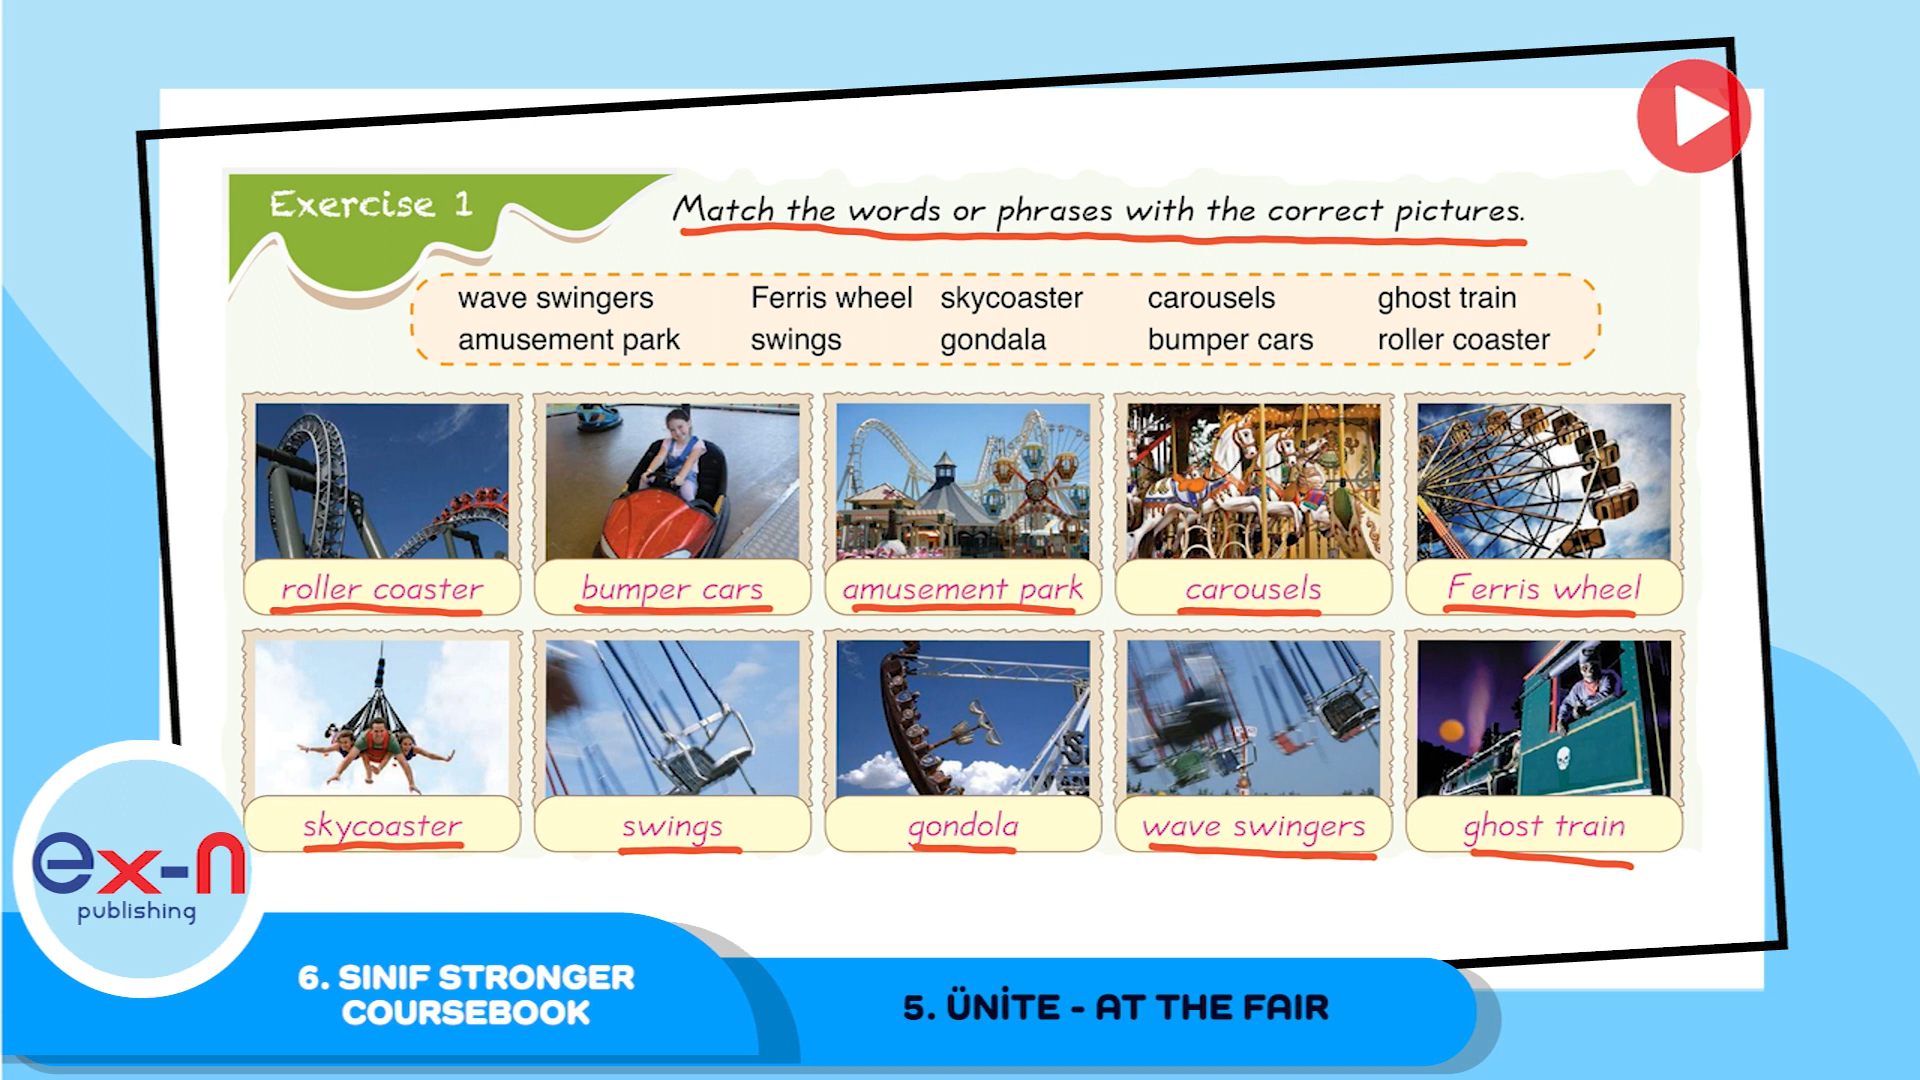 Exercise 1
Match the words or phrases with the correct pictures.
wave swingers Ferris wheel skycoaster carousels ghost train
amusement park swings gondala bumper cars roller coaster
roller coaster bumper cars amusement park carousels Ferris wheel
skycoaster swings gondola wave swingers ghost train
ex-n
publishing
6. SINIF STRONGER
COURSEBOOK
5. ÜNİTE - AT THE FAIR